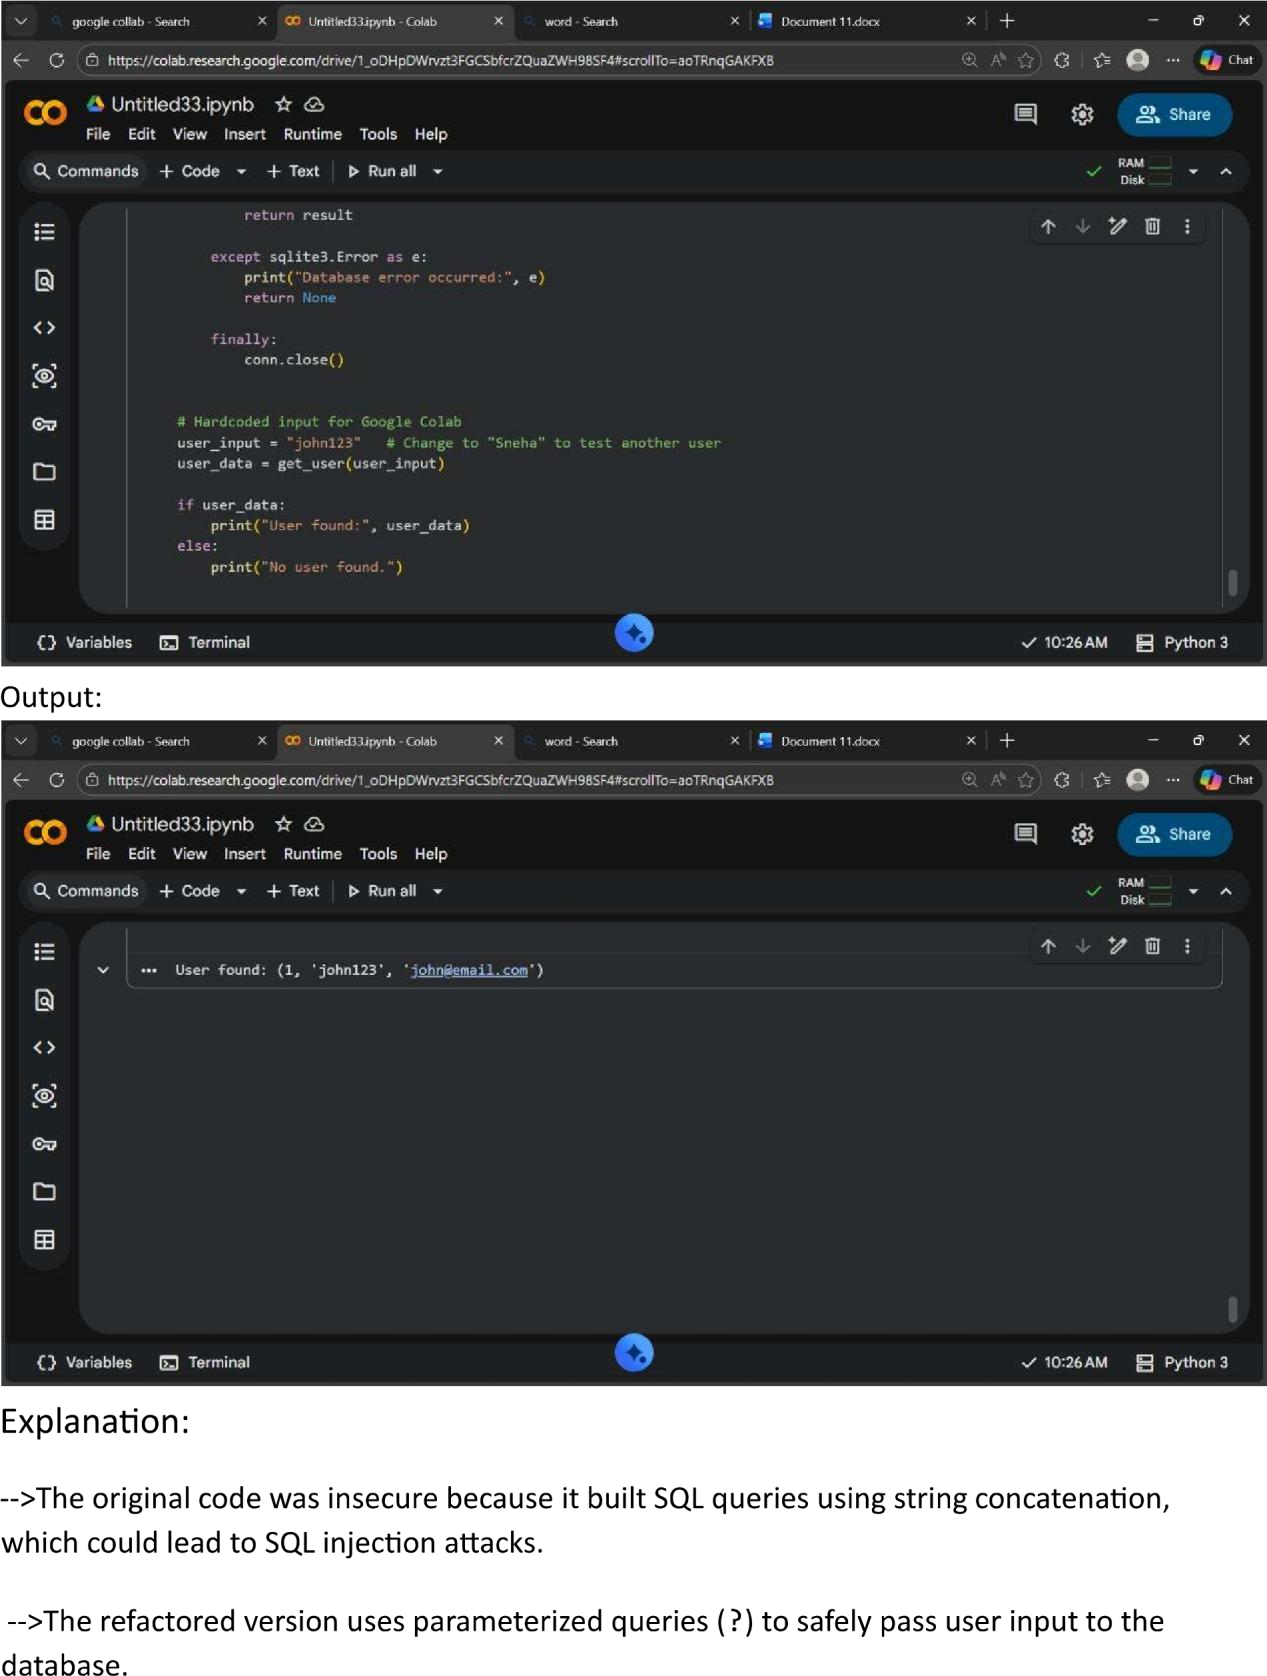 google collab - Search
Untitled33.ipynb - Colab
word - Search
Document 11.docx
https://colab.research.google.com/drive/1_oDHpDWrvzt3FGCSbfcrZQuaZWH98SF4#scrollTo=aoTRnqGAKFXB
Chat
Untitled33.ipynb
File Edit View Insert Runtime Tools Help
Share
Commands + Code + Text Run all
RAM
Disk
return result
except sqlite3.Error as e:
print("Database error occurred:", e)
return None
finally:
conn.close()
# Hardcoded input for Google Colab
user_input = "john123" # Change to "Sneha" to test another user
user_data = get_user(user_input)
if user_data:
print("User found:", user_data)
else:
print("No user found.")
{} Variables Terminal
10:26 AM Python 3
Output:
google collab - Search
Untitled33.ipynb - Colab
word - Search
Document 11.docx
https://colab.research.google.com/drive/1_oDHpDWrvzt3FGCSbfcrZQuaZWH98SF4#scrollTo=aoTRnqGAKFXB
Chat
Untitled33.ipynb
File Edit View Insert Runtime Tools Help
Share
Commands + Code + Text Run all
RAM
Disk
... User found: (1, 'john123', 'john@email.com')
{} Variables Terminal
10:26 AM Python 3
Explanation:
-->The original code was insecure because it built SQL queries using string concatenation,
which could lead to SQL injection attacks.
-->The refactored version uses parameterized queries (?) to safely pass user input to the
database.